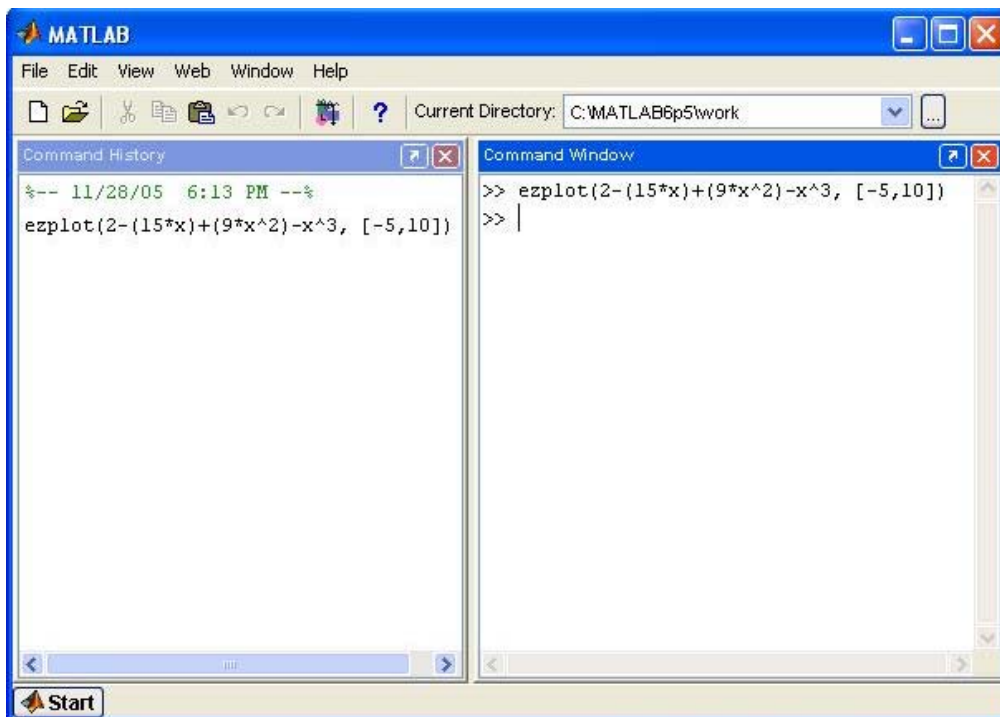 MATLAB
File Edit View Web Window Help
? Current Directory: C:\MATLAB6p5\work ...
Command History
%-- 11/28/05 6:13 PM --%
ezplot(2-(15*x)+(9*x^2)-x^3, [-5,10])
Command Window
>> ezplot(2-(15*x)+(9*x^2)-x^3, [-5,10])
>>
Start